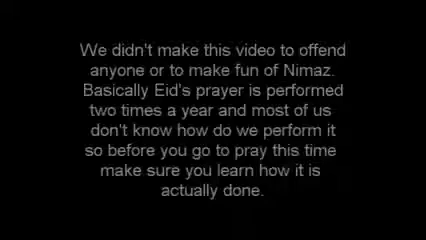 We didn't make this video to offend
anyone or to make fun of Nimaz.
Basically Eid's prayer is performed
two times a year and most of us
don't know how do we perform it
so before you go to pray this time
make sure you learn how it is
actually done.